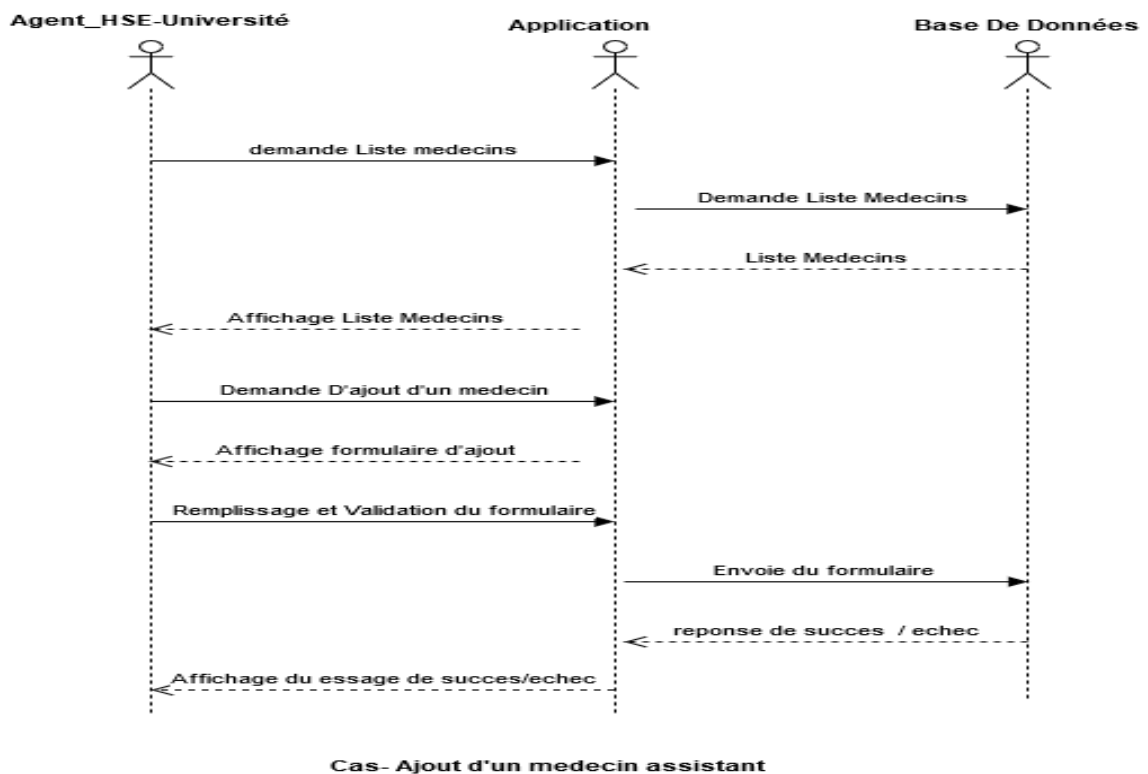 Agent_HSE-Université
Application
Base De Données
demande Liste medecins
Demande Liste Medecins
Liste Medecins
Affichage Liste Medecins
Demande D'ajout d'un medecin
Affichage formulaire d'ajout
Remplissage et Validation du formulaire
Envoie du formulaire
reponse de succes / echec
Affichage du essage de succes/echec
Cas- Ajout d'un medecin assistant